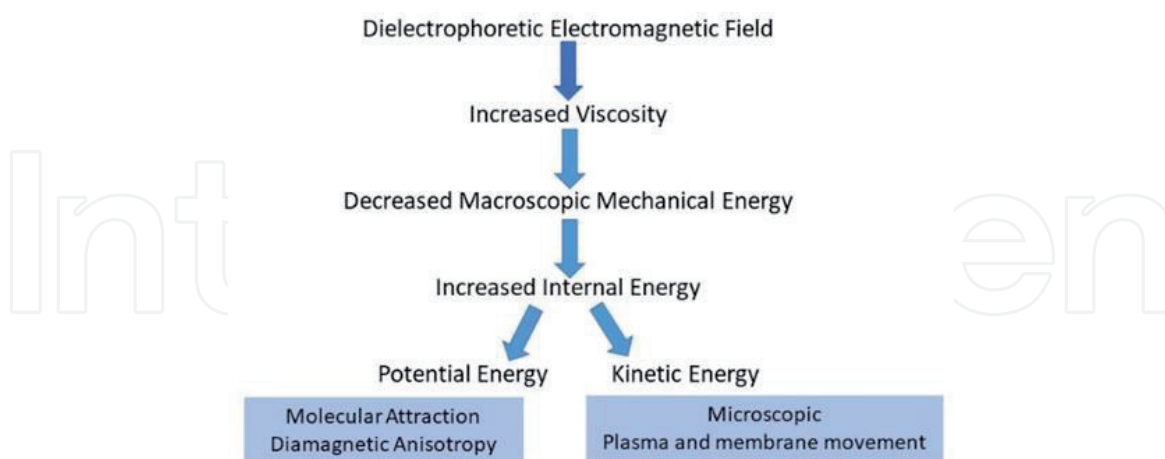 Dielectrophoretic Electromagnetic Field
Increased Viscosity
Decreased Macroscopic Mechanical Energy
Increased Internal Energy
Potential Energy
Kinetic Energy
Molecular Attraction
Diamagnetic Anisotropy
Microscopic
Plasma and membrane movement